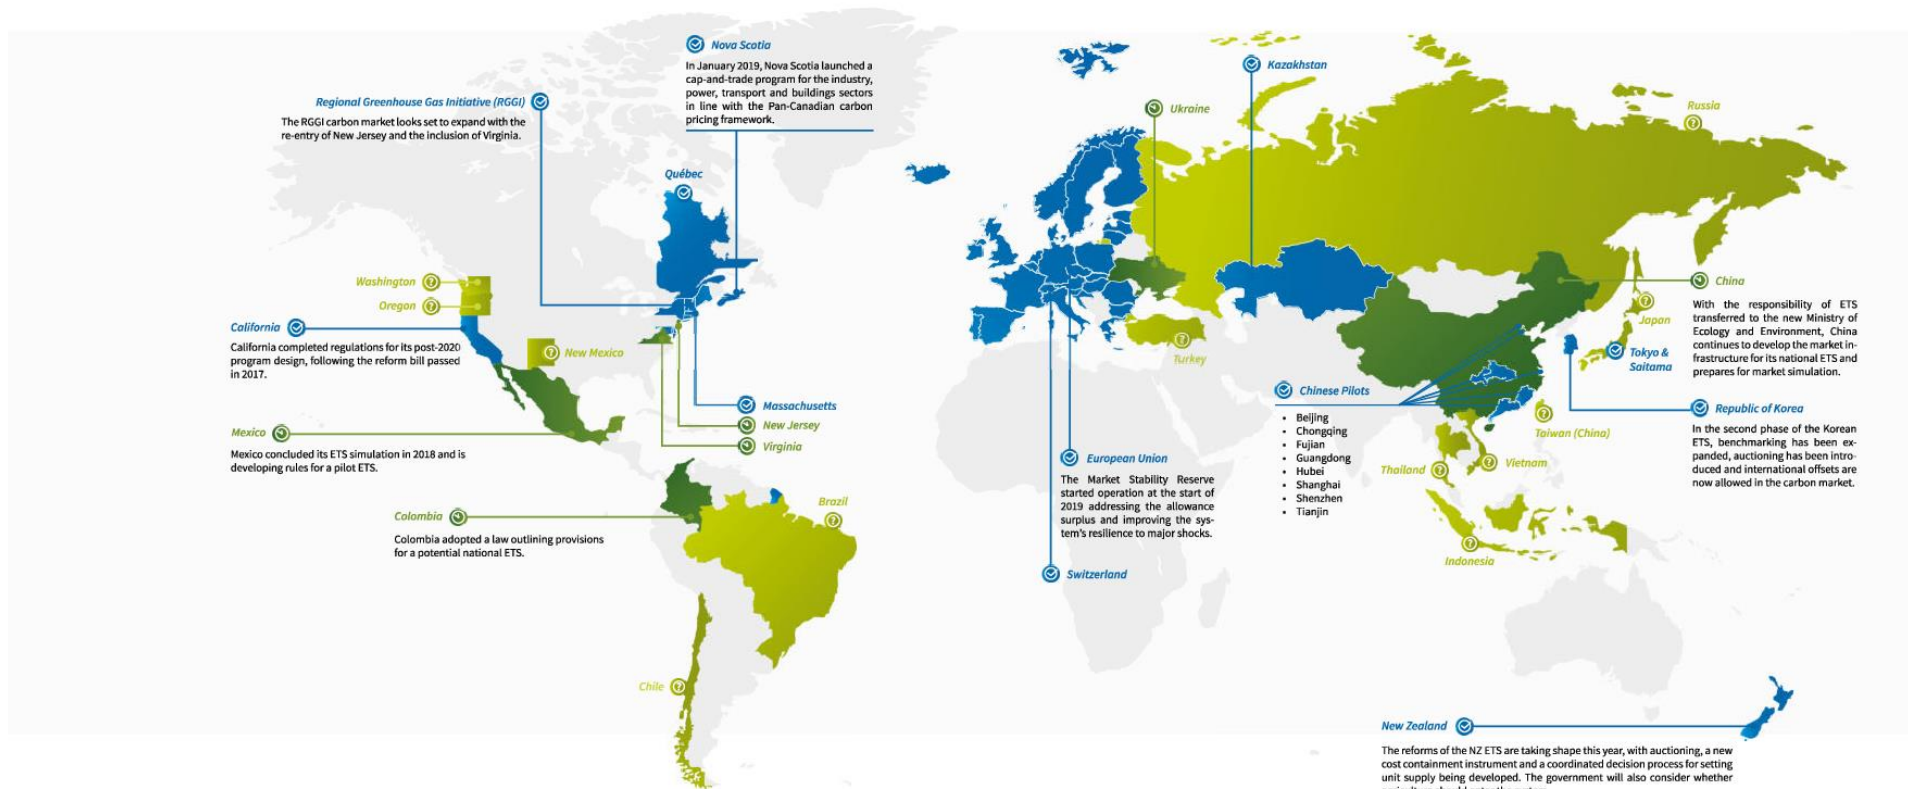 Nova Scotia
In January 2019, Nova Scotia launched a
cap-and-trade program for the industry,
power, transport and buildings sectors
in line with the Pan-Canadian carbon
pricing framework.
Regional Greenhouse Gas Initiative (RGGI)
The RGGI carbon market looks set to expand with the
re-entry of New Jersey and the inclusion of Virginia.
Québec
Washington
Oregon
California
California completed regulations for its post-2020
program design, following the reform bill passed
in 2017.
New Mexico
Mexico
Mexico concluded its ETS simulation in 2018 and is
developing rules for a pilot ETS.
Massachusetts
New Jersey
Virginia
Colombia
Colombia adopted a law outlining provisions
for a potential national ETS.
Brazil
Chile
Kazakhstan
Ukraine
Russia
Turkey
European Union
The Market Stability Reserve
started operation at the start of
2019 addressing the allowance
surplus and improving the sys-
tem's resilience to major shocks.
Switzerland
Chinese Pilots
• Beijing
• Chongqing
• Fujian
• Guangdong
• Hubei
• Shanghai
• Shenzhen
• Tianjin
China
With the responsibility of ETS
transferred to the new Ministry of
Ecology and Environment, China
continues to develop the market in-
frastructure for its national ETS and
prepares for market simulation.
Japan
Tokyo &
Saitama
Republic of Korea
In the second phase of the Korean
ETS, benchmarking has been ex-
panded, auctioning has been intro-
duced and international offsets are
now allowed in the carbon market.
Taiwan (China)
Thailand
Vietnam
Indonesia
New Zealand
The reforms of the NZ ETS are taking shape this year, with auctioning, a new
cost containment instrument and a coordinated decision process for setting
unit supply being developed. The government will also consider whether